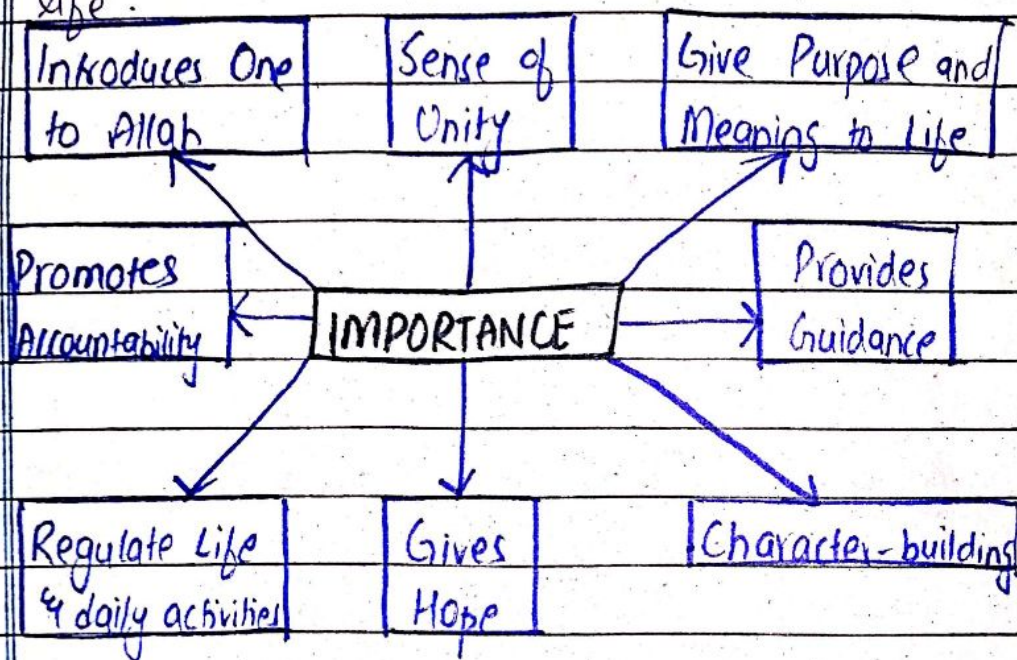 life.
Introduces One
to Allah
Sense of
Unity
Give Purpose and
Meaning to Life
Promotes
Accountability
IMPORTANCE
Provides
Guidance
Regulate Life
& daily activities
Gives
Hope
Character-building